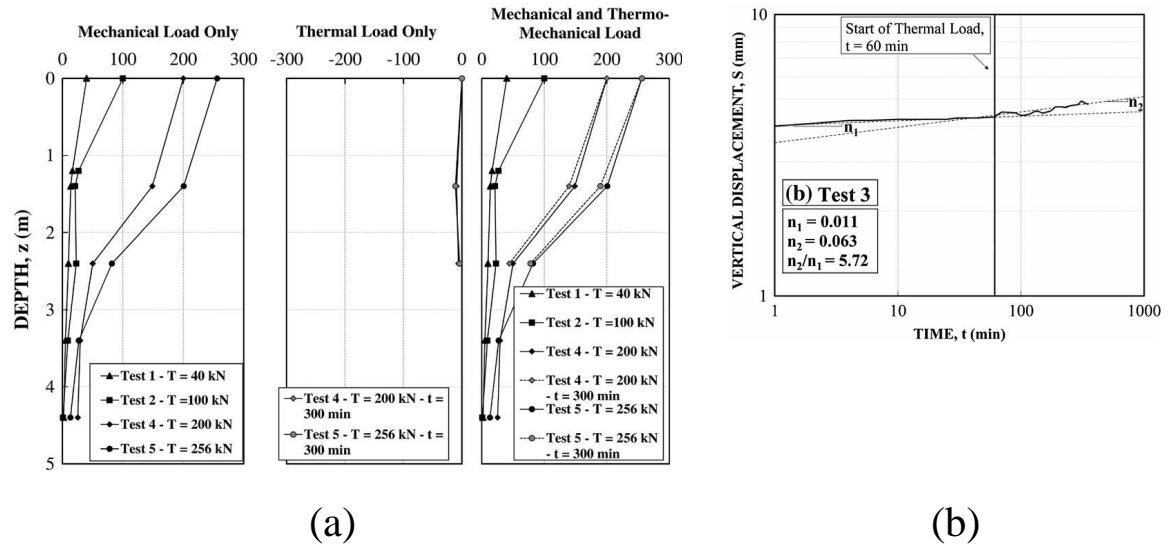 Mechanical Load Only
0 100 200 300
Thermal Load Only
-300 -200 -100 0
Mechanical and Thermo-
Mechanical Load
0 100 200 300
DEPTH, z (m)
0
1
2
3
4
5
Test 1 - T = 40 kN
Test 2 - T =100 kN
Test 4 - T = 200 kN
Test 5 - T = 256 kN
Test 4 - T = 200 kN - t =
300 min
Test 5 - T = 256 kN - t =
300 min
Test 1 - T = 40 kN
Test 2 - T =100 kN
Test 4 - T = 200 kN
Test 4 - T = 200 kN
- t = 300 min
Test 5 - T = 256 kN
Test 5 - T = 256 kN
- t = 300 min
(a)
VERTICAL DISPLACEMENT, S (mm)
10
1
Start of Thermal Load,
t = 60 min
n₁
n₂
(b) Test 3
n₁ = 0.011
n₂ = 0.063
n₂/n₁ = 5.72
1 10 100 1000
TIME, t (min)
(b)